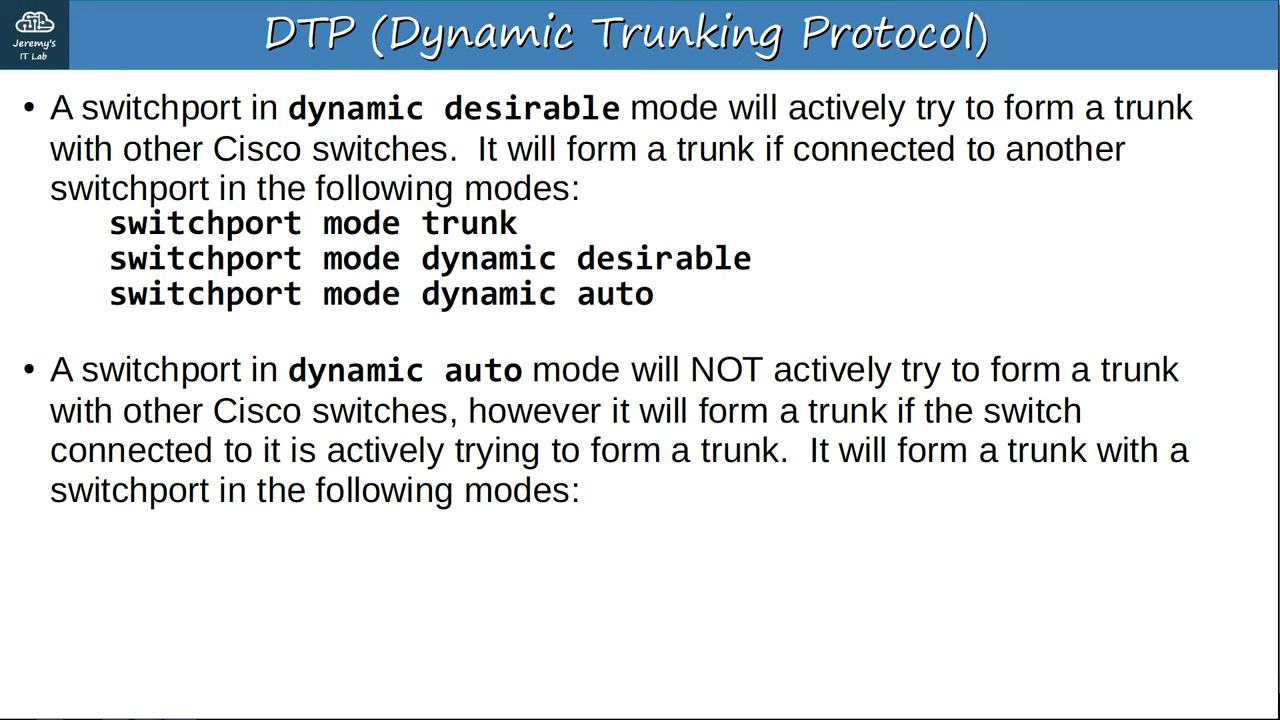 Jeremy's
IT Lab
DTP (Dynamic Trunking Protocol)
• A switchport in dynamic desirable mode will actively try to form a trunk
with other Cisco switches.  It will form a trunk if connected to another
switchport in the following modes:
switchport mode trunk
switchport mode dynamic desirable
switchport mode dynamic auto
• A switchport in dynamic auto mode will NOT actively try to form a trunk
with other Cisco switches, however it will form a trunk if the switch
connected to it is actively trying to form a trunk.  It will form a trunk with a
switchport in the following modes: